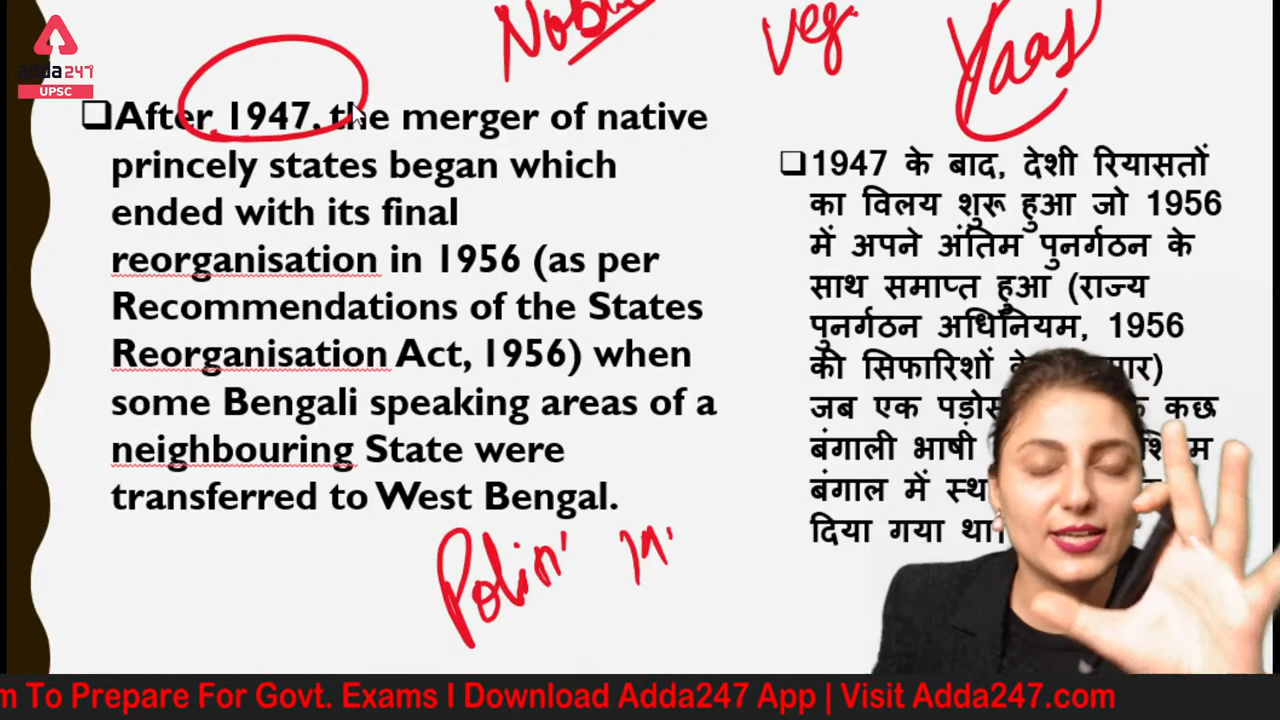 adda247
UPSC
Veg
Yaas
❑After 1947, the merger of native
princely states began which
ended with its final
reorganisation in 1956 (as per
Recommendations of the States
Reorganisation Act, 1956) when
some Bengali speaking areas of a
neighbouring State were
transferred to West Bengal.
❑1947 के बाद, देशी रियासतों
का विलय शुरू हुआ जो 1956
में अपने अंतिम पुनर्गठन के
साथ समाप्त हुआ (राज्य
पुनर्गठन अधिनियम, 1956
की सिफारिशों
जब एक कछ
बंगाली भाषी
बंगाल में
दिया गया था।
To Prepare For Govt. Exams I Download Adda247 App | Visit Adda247.com